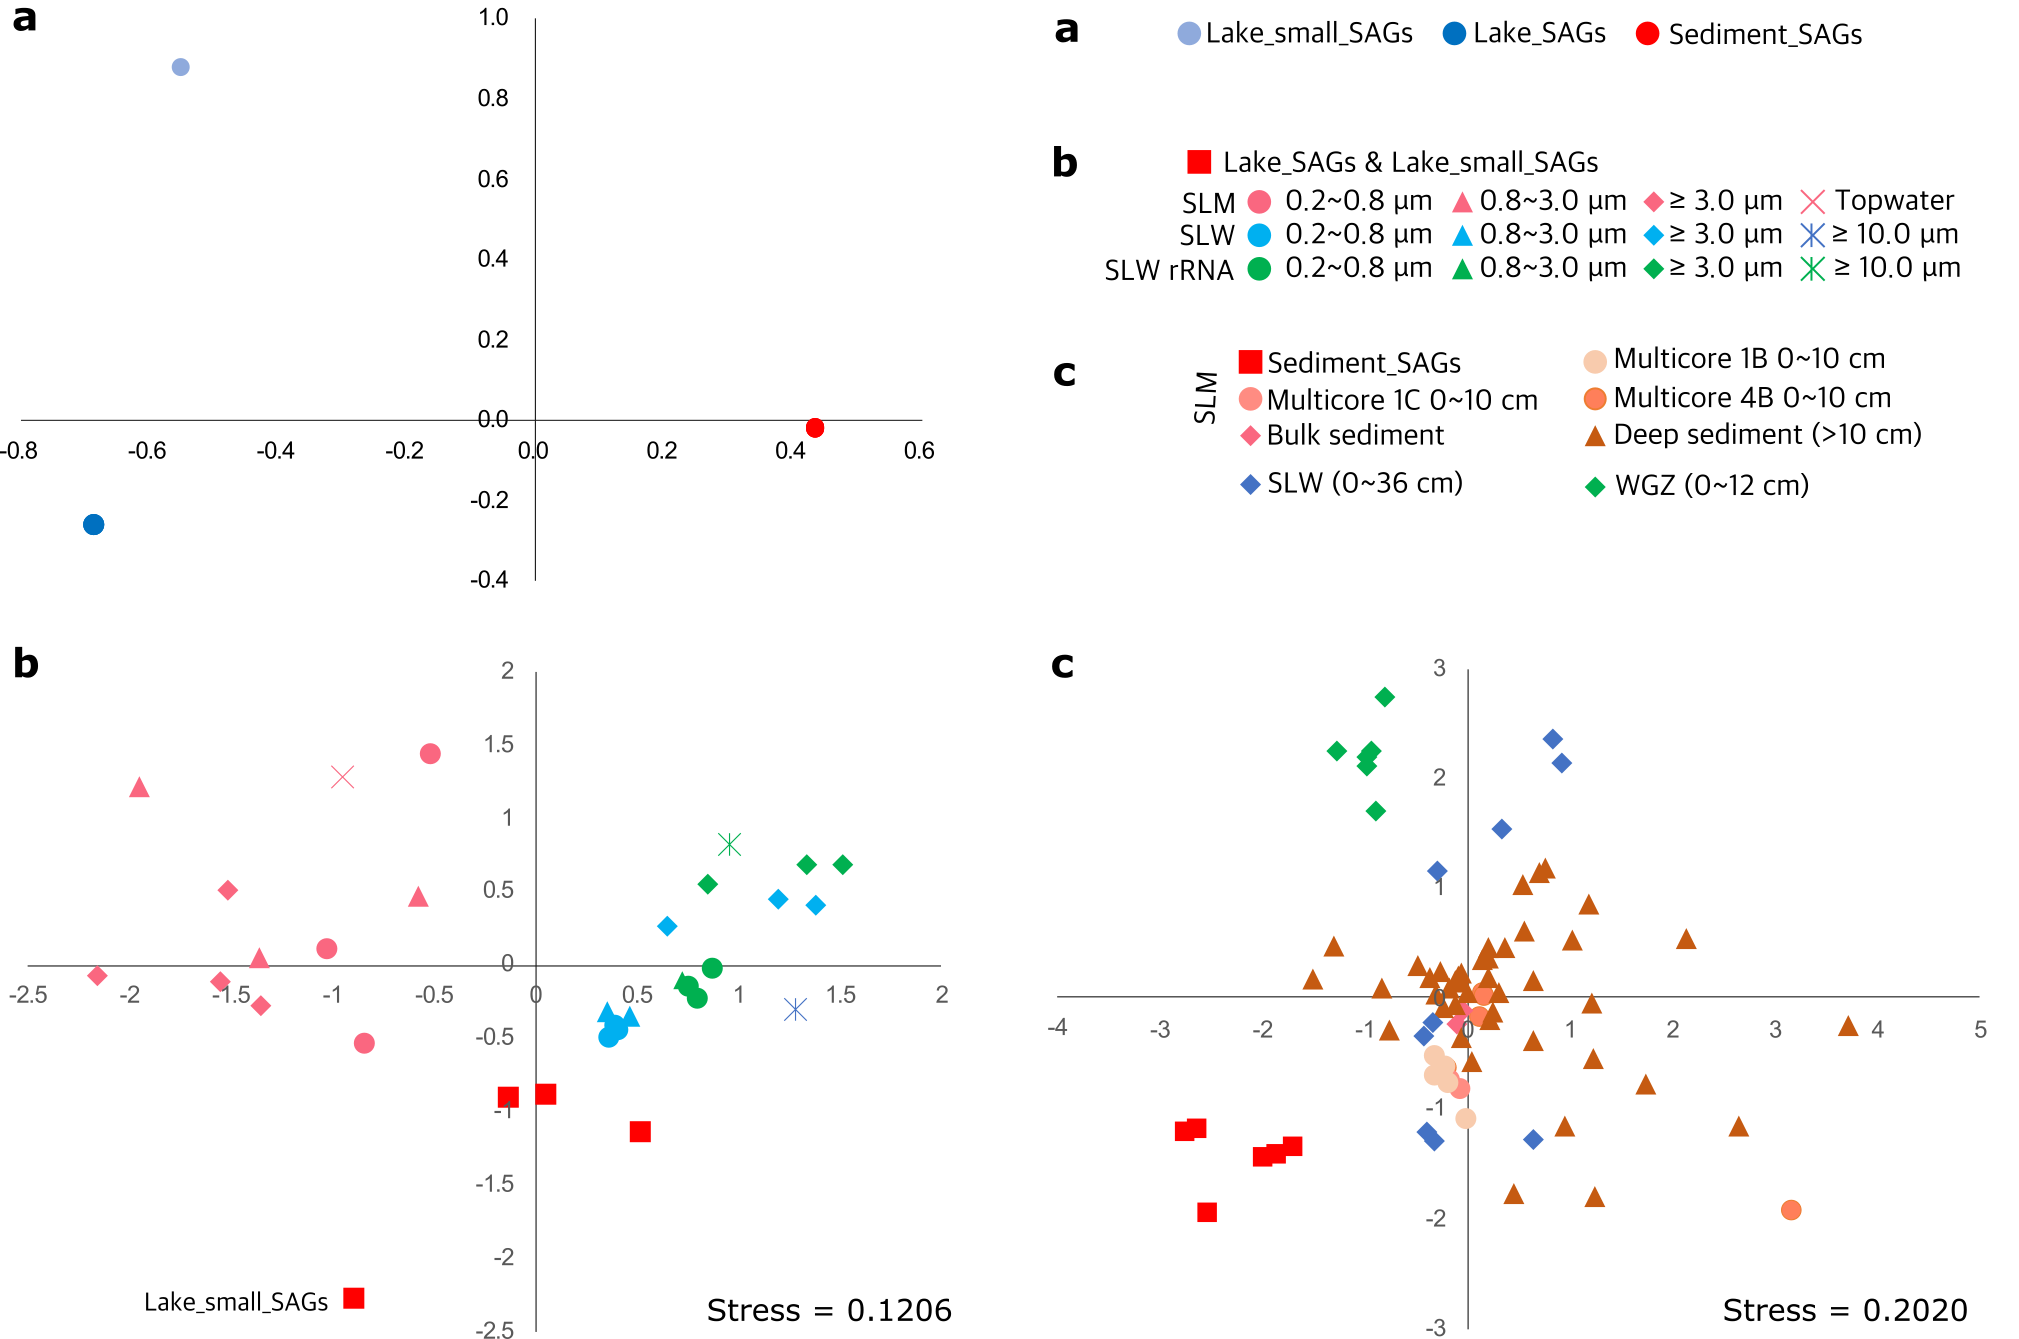 a
1.0
0.8
0.6
0.4
0.2
0.0
-0.8 -0.6 -0.4 -0.2 0.0 0.2 0.4 0.6
-0.2
-0.4
a Lake_small_SAGs Lake_SAGs Sediment_SAGs
b Lake_SAGs & Lake_small_SAGs
SLM 0.2~0.8 µm 0.8~3.0 µm ≥ 3.0 µm Topwater
SLW 0.2~0.8 µm 0.8~3.0 µm ≥ 3.0 µm ≥ 10.0 µm
SLW rRNA 0.2~0.8 µm 0.8~3.0 µm ≥ 3.0 µm ≥ 10.0 µm
c
SLM
Sediment_SAGs Multicore 1B 0~10 cm
Multicore 1C 0~10 cm Multicore 4B 0~10 cm
Bulk sediment Deep sediment (>10 cm)
SLW (0~36 cm) WGZ (0~12 cm)
b
2
1.5
1
0.5
0
-2.5 -2 -1.5 -1 -0.5 0 0.5 1 1.5 2
-0.5
-1
-1.5
-2
-2.5
Lake_small_SAGs
Stress = 0.1206
c
3
2
1
0
-4 -3 -2 -1 0 1 2 3 4 5
-1
-2
-3
Stress = 0.2020